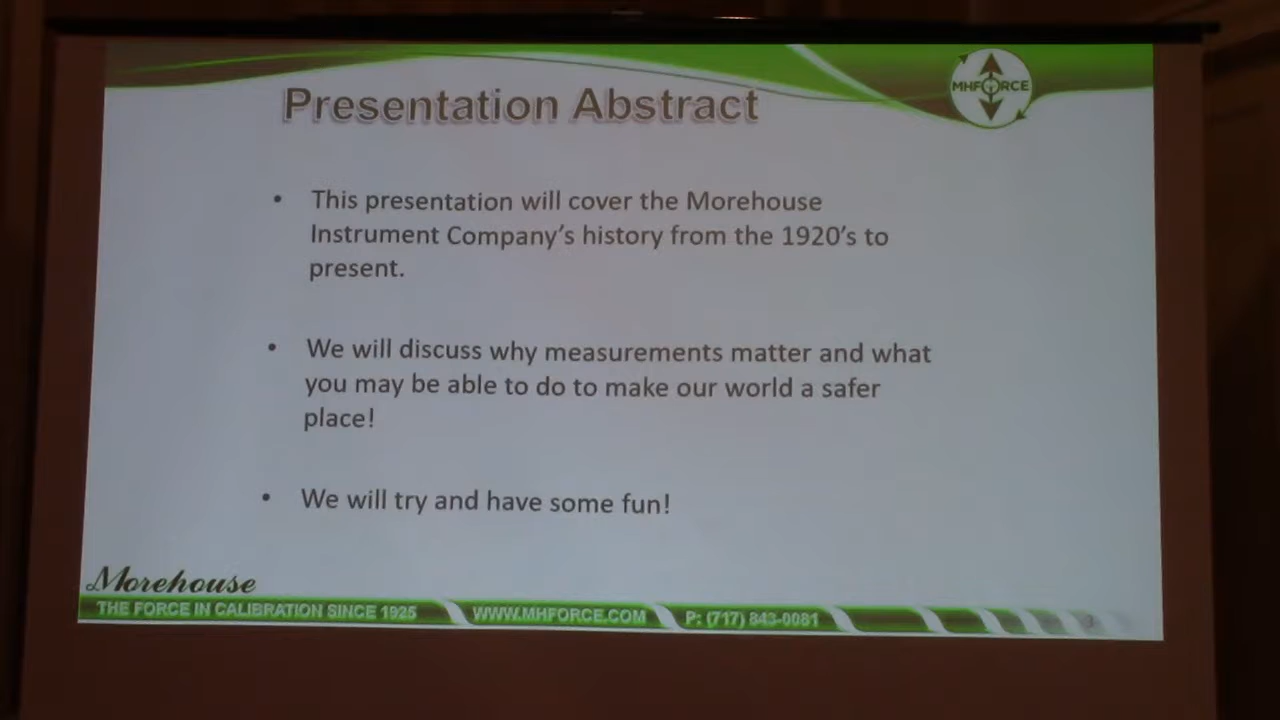 Presentation Abstract
MHFORCE
• This presentation will cover the Morehouse
Instrument Company's history from the 1920's to
present.
• We will discuss why measurements matter and what
you may be able to do to make our world a safer
place!
• We will try and have some fun!
Morehouse
THE FORCE IN CALIBRATION SINCE 1925 WWW.MHFORCE.COM P: (717) 843-0081